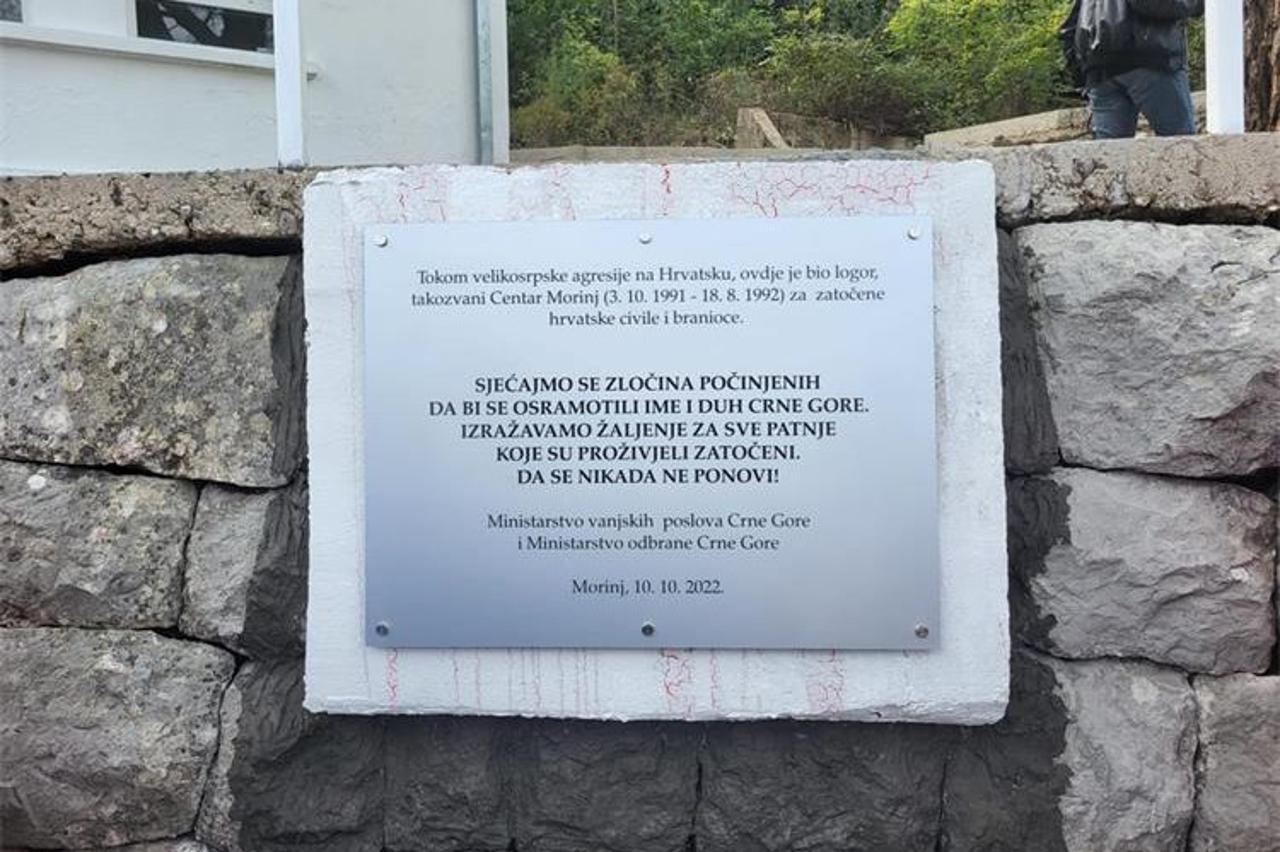 Tokom velikosrpske agresije na Hrvatsku, ovdje je bio logor,
takozvani Centar Morinj (3. 10. 1991 - 18. 8. 1992) za zatočene
hrvatske civile i branioce.
SJEĆAJMO SE ZLOČINA POČINJENIH
DA BI SE OSRAMOTILI IME I DUH CRNE GORE.
IZRAŽAVAMO ŽALJENJE ZA SVE PATNJE
KOJE SU PROŽIVJELI ZATOČENI.
DA SE NIKADA NE PONOVI!
Ministarstvo vanjskih poslova Crne Gore
i Ministarstvo odbrane Crne Gore
Morinj, 10. 10. 2022.